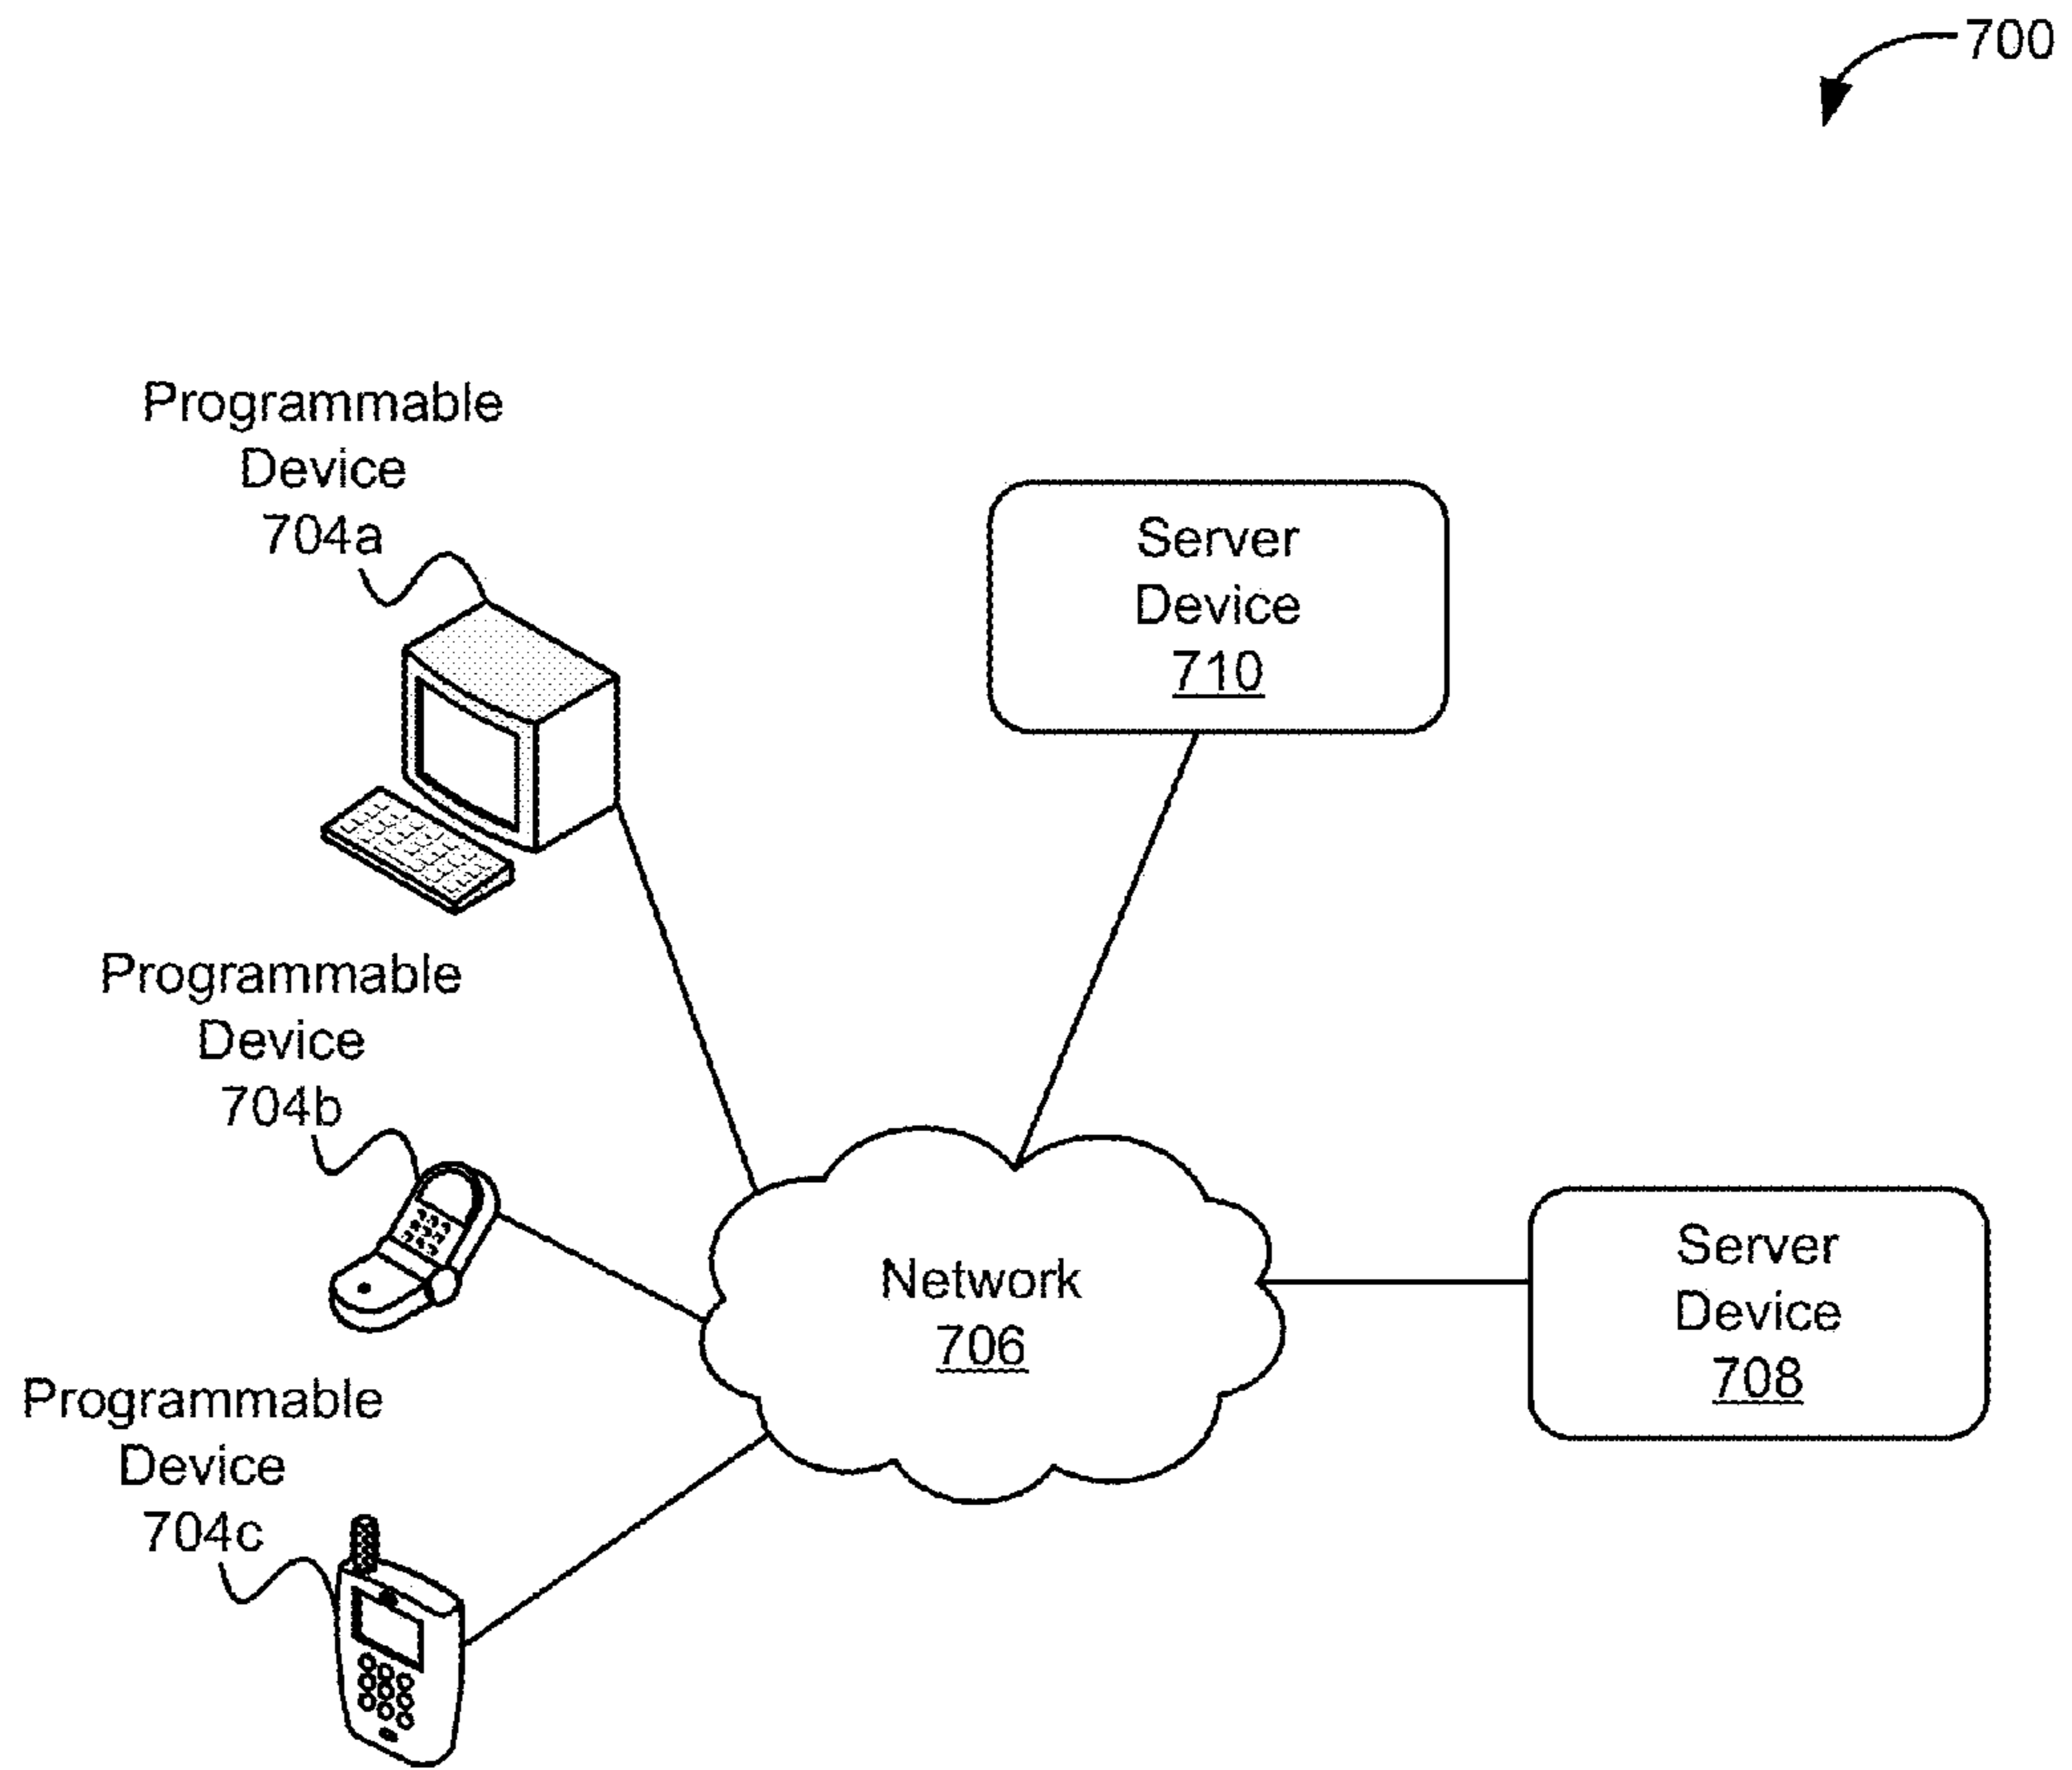 700
Programmable
Device
704a
Server
Device
710
Programmable
Device
704b
Network
706
Server
Device
708
Programmable
Device
704c